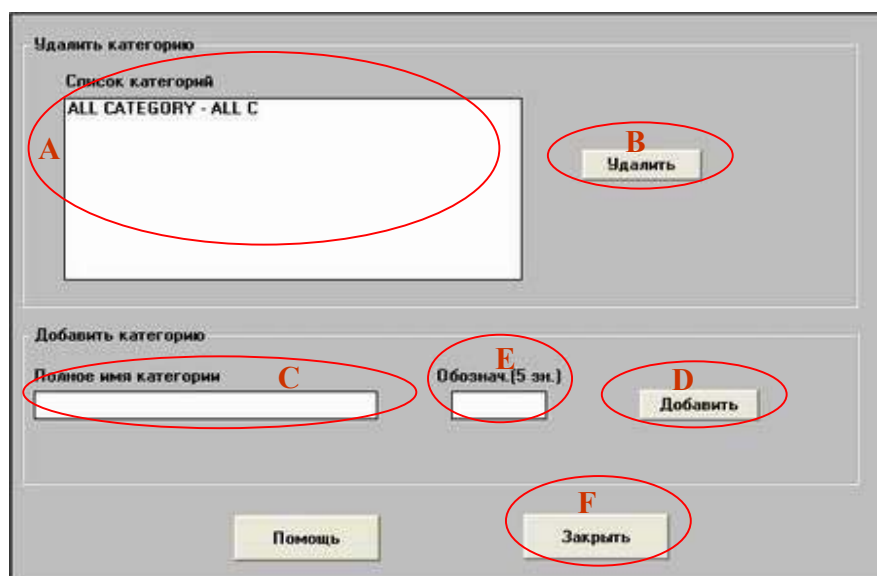 Удалить категорию
Список категорий
ALL CATEGORY - ALL C
A
B
Удалить
Добавить категорию
Полное имя категории
C
E
Обознач.(5 зн.)
D
Добавить
F
Помощь
Закрыть